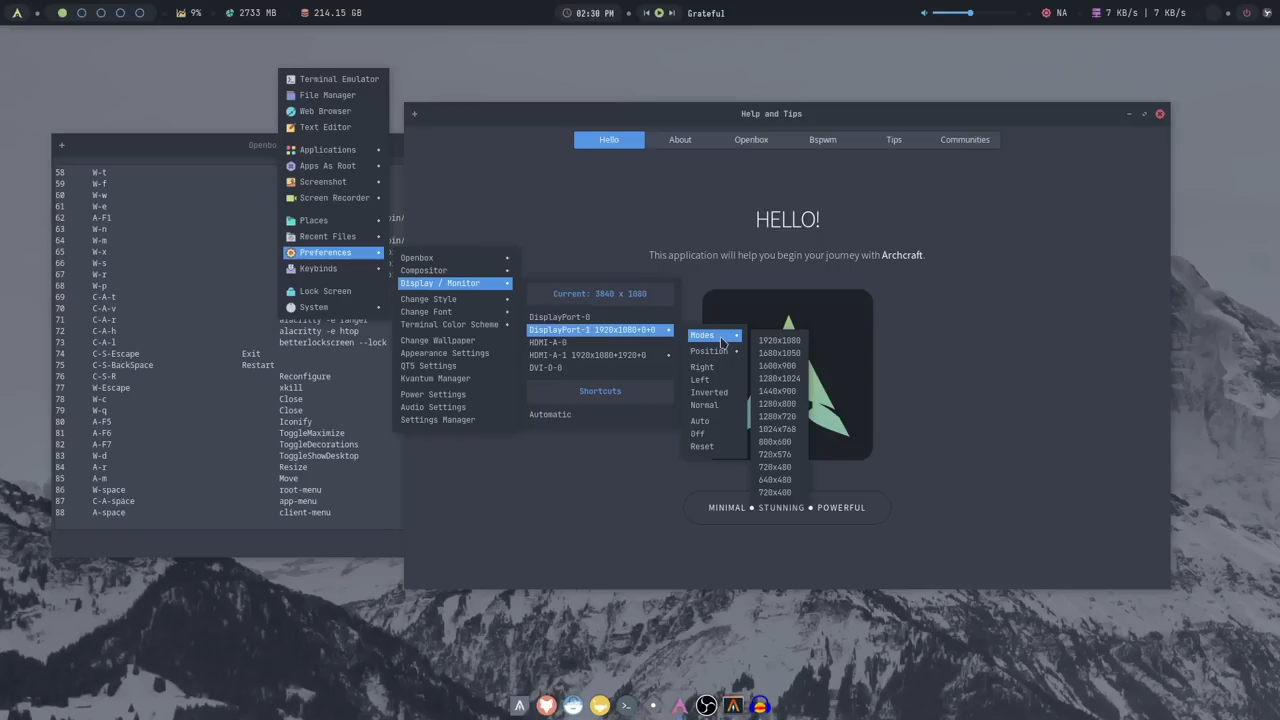 9%
2733 MB
214.15 GB
02:30 PM
Grateful
NA
7 KB/s | 7 KB/s
Terminal Emulator
File Manager
Web Browser
Text Editor
Applications
Apps As Root
Screenshot
Screen Recorder
Places
Recent Files
Preferences
Keybinds
Lock Screen
System
Openbox
Compositor
Display / Monitor
Change Style
Change Font
Terminal Color Scheme
Change Wallpaper
Appearance Settings
QT5 Settings
Kvantum Manager
Power Settings
Audio Settings
Settings Manager
Current: 3840 x 1080
DisplayPort-0
DisplayPort-1 1920x1080+0+0
HDMI-A-0
HDMI-A-1 1920x1080+1920+0
DVI-D-0
Shortcuts
Automatic
Modes
Position
Right
Left
Inverted
Normal
Auto
Off
Reset
1920x1080
1680x1050
1600x900
1280x1024
1440x900
1280x800
1280x720
1024x768
800x600
720x576
720x480
640x480
720x400
Help and Tips
Hello
About
Openbox
Bspwm
Tips
Communities
HELLO!
This application will help you begin your journey with Archcraft.
MINIMAL ● STUNNING ● POWERFUL
Openbo
58 W-t
59 W-f
60 W-w
61 W-e
62 A-F1 bin/
63 W-n
64 W-m bin/
65 W-x
66 W-s
67 W-r
68 W-p
69 C-A-t
70 C-A-v
71 C-A-r alacritty -e ranger
72 C-A-h alacritty -e htop
73 C-A-l betterlockscreen --lock
74 C-S-Escape Exit
75 C-S-BackSpace Restart
76 C-S-R Reconfigure
77 W-Escape xkill
78 W-c Close
79 W-q Close
80 A-F5 Iconify
81 A-F6 ToggleMaximize
82 A-F7 ToggleDecorations
83 W-d ToggleShowDesktop
84 A-r Resize
85 A-m Move
86 W-space root-menu
87 C-A-space app-menu
88 A-space client-menu